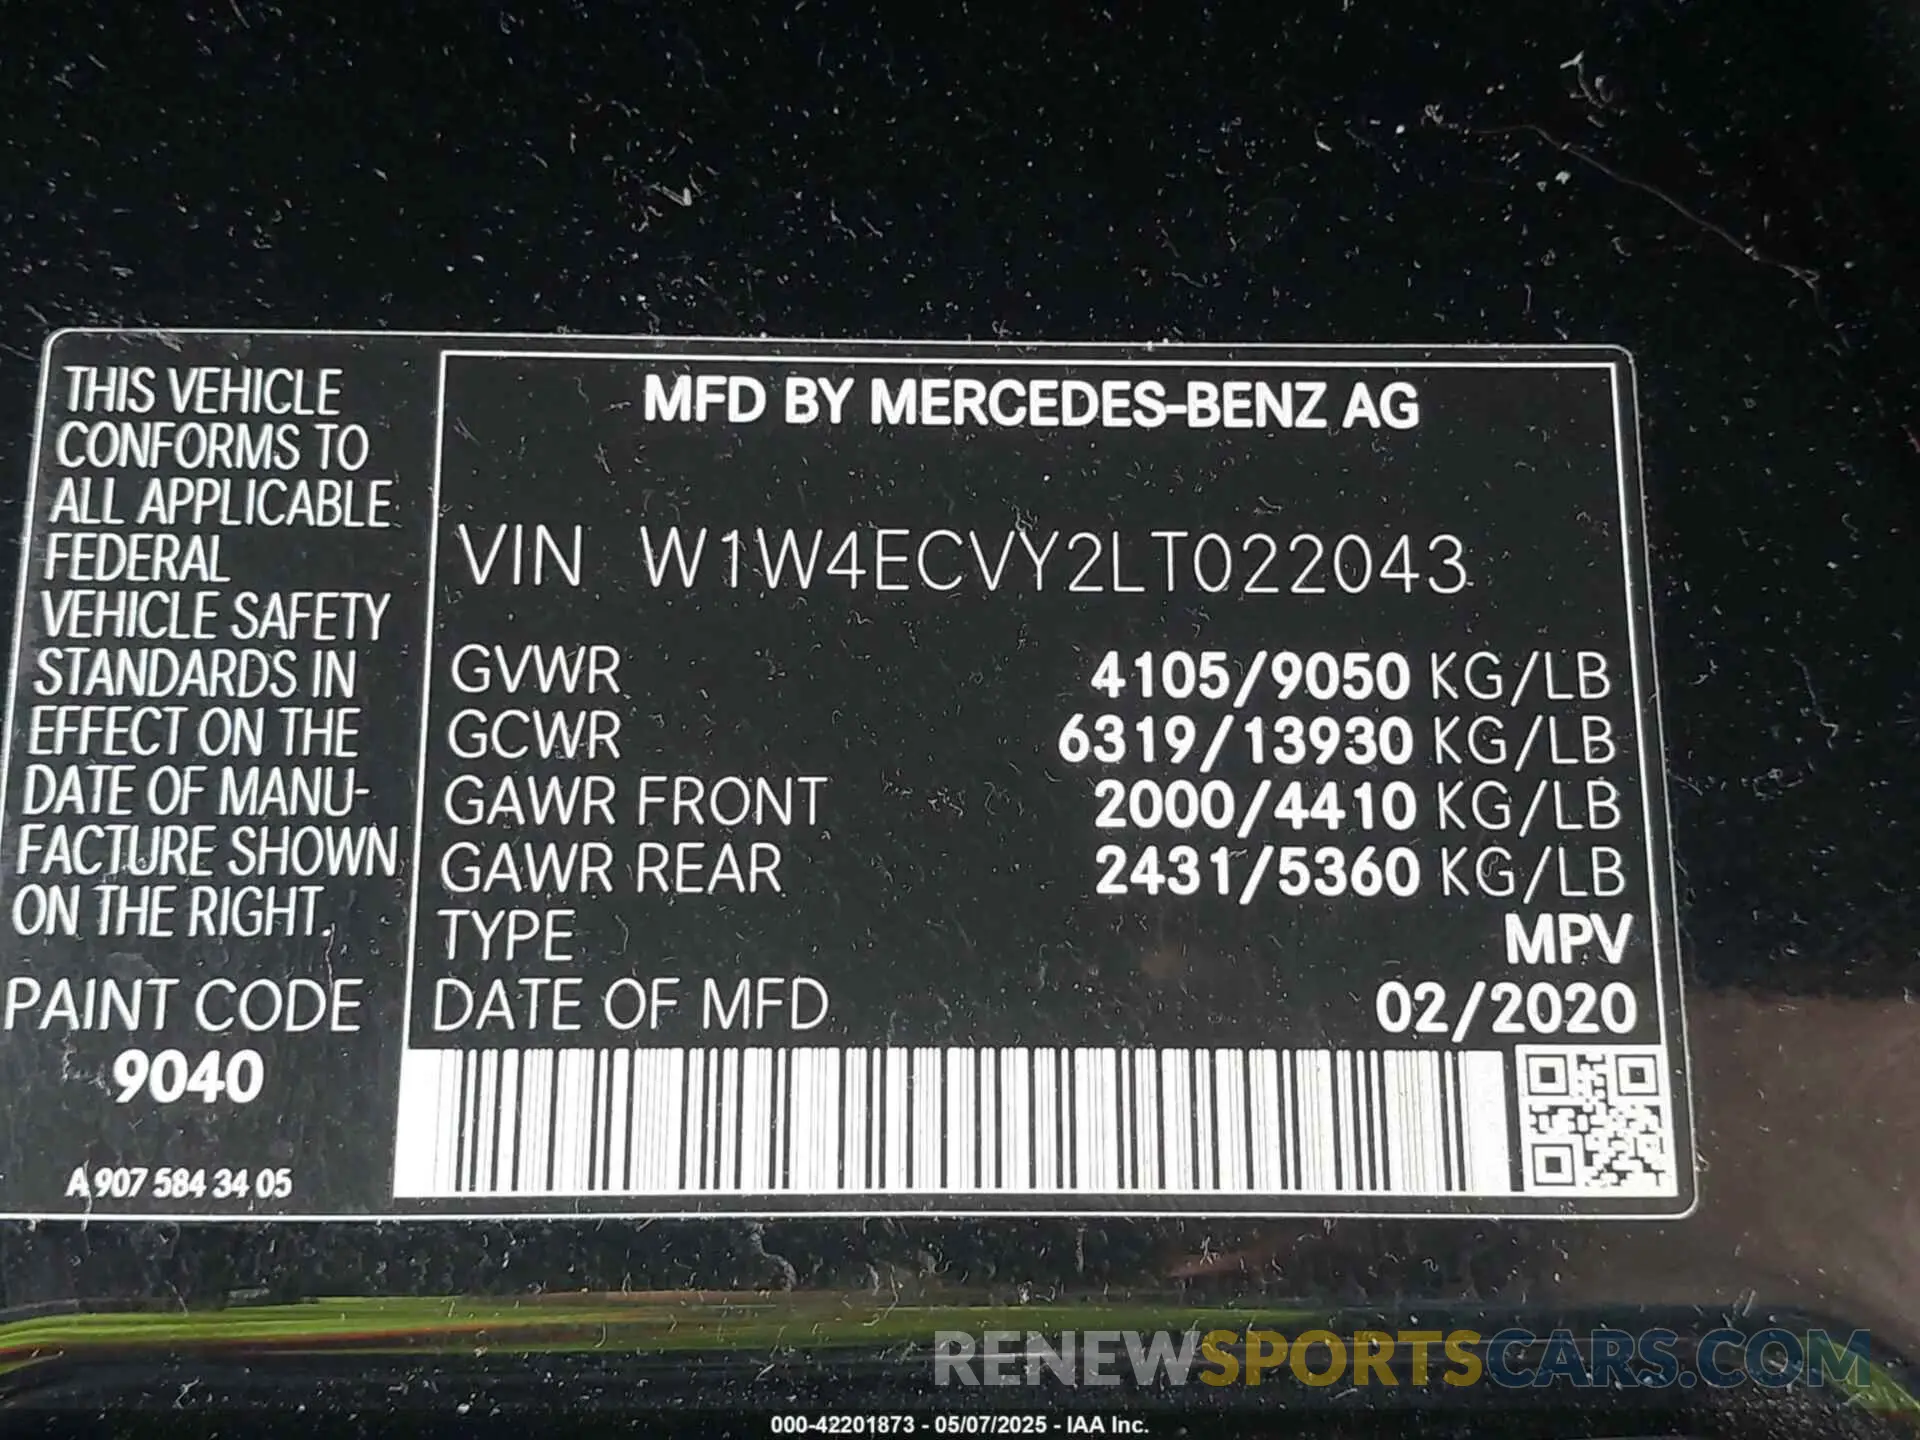 THIS VEHICLE
CONFORMS TO
ALL APPLICABLE
FEDERAL
VEHICLE SAFETY
STANDARDS IN
EFFECT ON THE
DATE OF MANU-
FACTURE SHOWN
ON THE RIGHT.
PAINT CODE
9040
A 907 584 34 05
MFD BY MERCEDES-BENZ AG
VIN W1W4ECVY2LT022043
GVWR 4105/9050 KG/LB
GCWR 6319/13930 KG/LB
GAWR FRONT 2000/4410 KG/LB
GAWR REAR 2431/5360 KG/LB
TYPE MPV
DATE OF MFD 02/2020
RENEWSPORTSCARS.COM
000-42201873 - 05/07/2025 - IAA Inc.